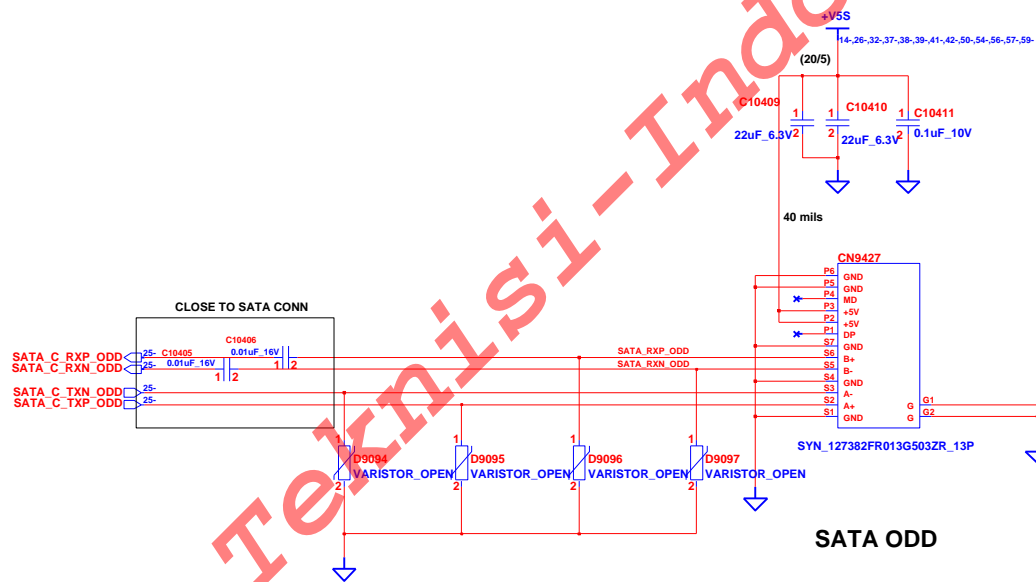 +V5S
14-,26-,32-,37-,38-,39-,41-,42-,50-,54-,56-,57-,59-
(20/5)
C10409
1
2
22uF_6.3V
C10410
1
2
22uF_6.3V
C10411
1
2
0.1uF_10V
40 mils
CN9427
P6 GND
P5 GND
P4 MD
P3 +5V
P2 +5V
P1 DP
S7 GND
S6 B+
S5 B-
S4 GND
S3 A-
S2 A+
S1 GND
G G1
G G2
SYN_127382FR013G503ZR_13P
CLOSE TO SATA CONN
SATA_C_RXP_ODD 25-
SATA_C_RXN_ODD 25-
SATA_C_TXN_ODD 25-
SATA_C_TXP_ODD 25-
C10405
0.01uF_16V
1 2
C10406
0.01uF_16V
1 2
SATA_RXP_ODD
SATA_RXN_ODD
1
D9094
VARISTOR_OPEN
2
1
D9095
VARISTOR_OPEN
2
1
D9096
VARISTOR_OPEN
2
1
D9097
VARISTOR_OPEN
2
SATA ODD
Teknisi-Indo